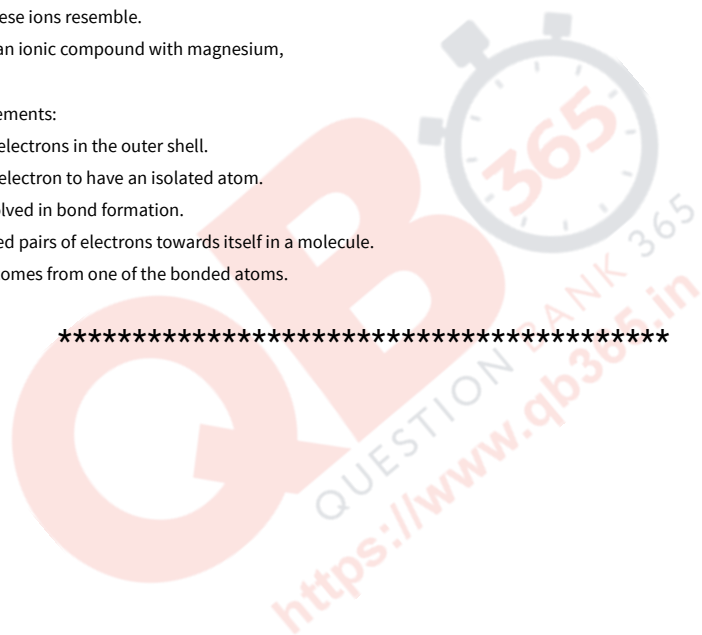 ese ions resemble.
an ionic compound with magnesium,
ements:
electrons in the outer shell.
electron to have an isolated atom.
olved in bond formation.
ed pairs of electrons towards itself in a molecule.
omes from one of the bonded atoms.
*****************************************
QB
365
QUESTION BANK 365
https://www.qb365.in